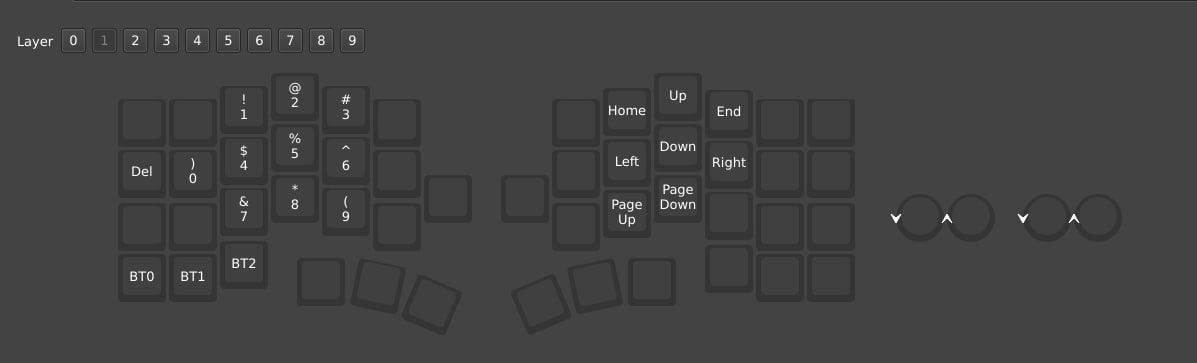 Layer 0 1 2 3 4 5 6 7 8 9
! @ #
1 2 3
Home Up End
Del ) $ % ^
0 4 5 6
Left Down Right
& * (
7 8 9
Page Page
Up Down
BT0 BT1 BT2